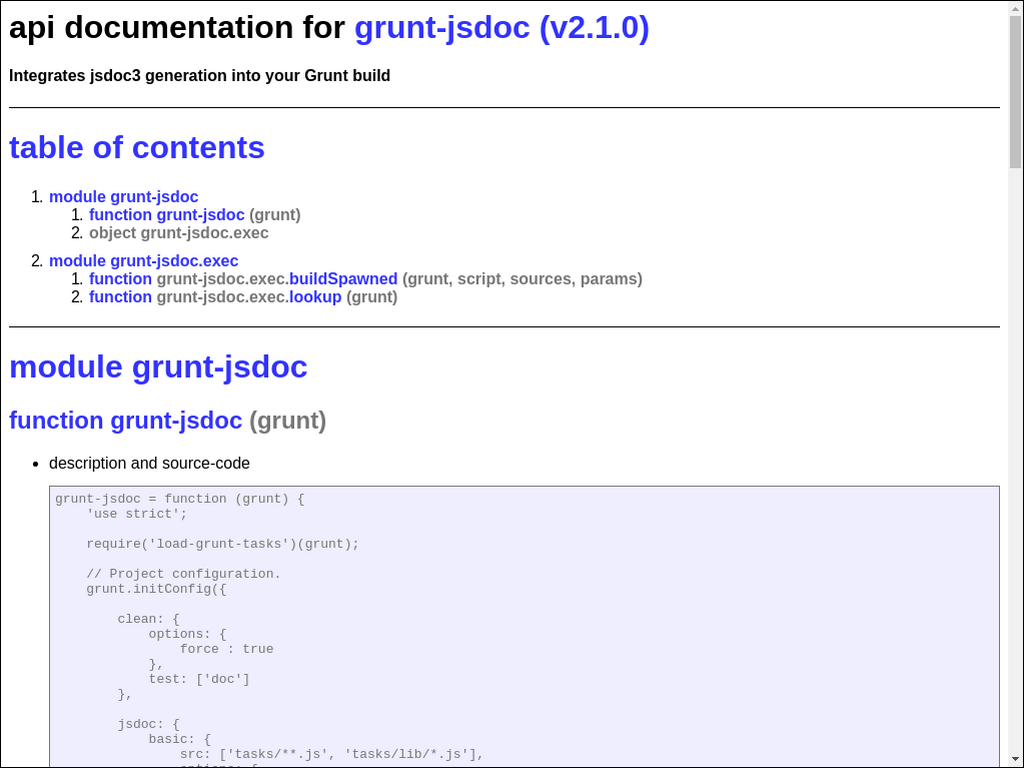 api documentation for grunt-jsdoc (v2.1.0)
Integrates jsdoc3 generation into your Grunt build
table of contents
1. module grunt-jsdoc
1. function grunt-jsdoc (grunt)
2. object grunt-jsdoc.exec
2. module grunt-jsdoc.exec
1. function grunt-jsdoc.exec.buildSpawned (grunt, script, sources, params)
2. function grunt-jsdoc.exec.lookup (grunt)
module grunt-jsdoc
function grunt-jsdoc (grunt)
• description and source-code
grunt-jsdoc = function (grunt) {
    'use strict';
    require('load-grunt-tasks')(grunt);
    // Project configuration.
    grunt.initConfig({
        clean: {
            options: {
                force : true
            },
            test: ['doc']
        },
        jsdoc: {
            basic: {
                src: ['tasks/**.js', 'tasks/lib/*.js'],
                options: {